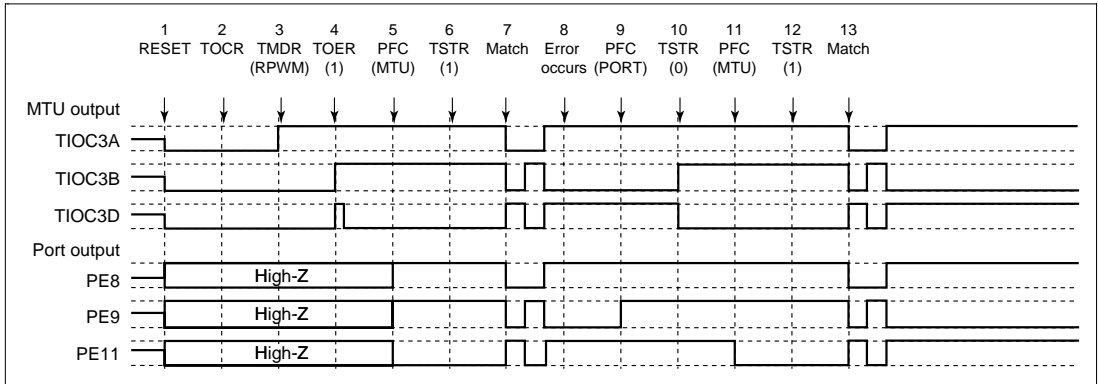 1 2 3 4 5 6 7 8 9 10 11 12 13
RESET TOCR TMDR TOER PFC TSTR Match Error PFC TSTR PFC TSTR Match
(RPWM) (1) (MTU) (1) occurs (PORT) (0) (MTU) (1)
MTU output
TIOC3A
TIOC3B
TIOC3D
Port output
PE8 High-Z
PE9 High-Z
PE11 High-Z